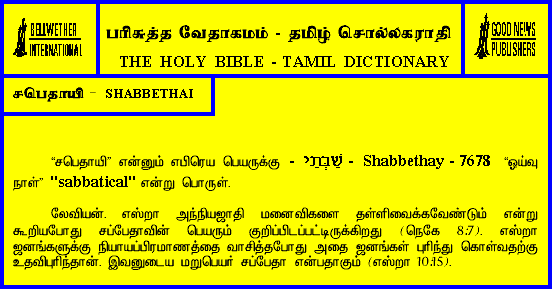 BELLWETHER
INTERNATIONAL
பரிசுத்த வேதாகமம் - தமிழ் சொல்லகராதி
THE HOLY BIBLE - TAMIL DICTIONARY
GOOD NEWS
PUBLISHERS
சபெதாயி - SHABBETHAI
“சபெதாயி” என்னும் எபிரெய பெயருக்கு - שַׁבְּתַי - Shabbethay - 7678 “ஓய்வு
நாள்” "sabbatical" என்று பொருள்.
லேவியன். எஸ்றா அந்நியஜாதி மனைவிகளை தள்ளிவைக்கவேண்டும் என்று
கூறியபோது சப்பேதாவின் பெயரும் குறிப்பிடப்பட்டிருக்கிறது (நெகே 8:7). எஸ்றா
ஜனங்களுக்கு நியாயப்பிரமாணத்தை வாசித்தபோது அதை ஜனங்கள் புரிந்து கொள்வதற்கு
உதவிபுரிந்தான். இவனுடைய மறுபெயர் சப்பேதா என்பதாகும் (எஸ்றா 10:15).